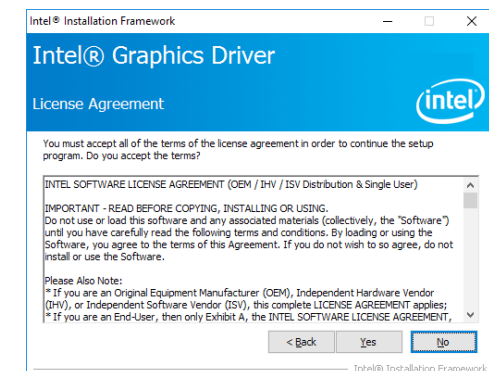 Intel® Installation Framework
Intel® Graphics Driver
License Agreement
intel
You must accept all of the terms of the license agreement in order to continue the setup
program. Do you accept the terms?
INTEL SOFTWARE LICENSE AGREEMENT (OEM / IHV / ISV Distribution & Single User)
IMPORTANT - READ BEFORE COPYING, INSTALLING OR USING.
Do not use or load this software and any associated materials (collectively, the "Software")
until you have carefully read the following terms and conditions. By loading or using the
Software, you agree to the terms of this Agreement. If you do not wish to so agree, do not
install or use the Software.
Please Also Note:
* If you are an Original Equipment Manufacturer (OEM), Independent Hardware Vendor
(IHV), or Independent Software Vendor (ISV), this complete LICENSE AGREEMENT applies;
* If you are an End-User, then only Exhibit A, the INTEL SOFTWARE LICENSE AGREEMENT,
< Back Yes No
Intel® Installation Framework